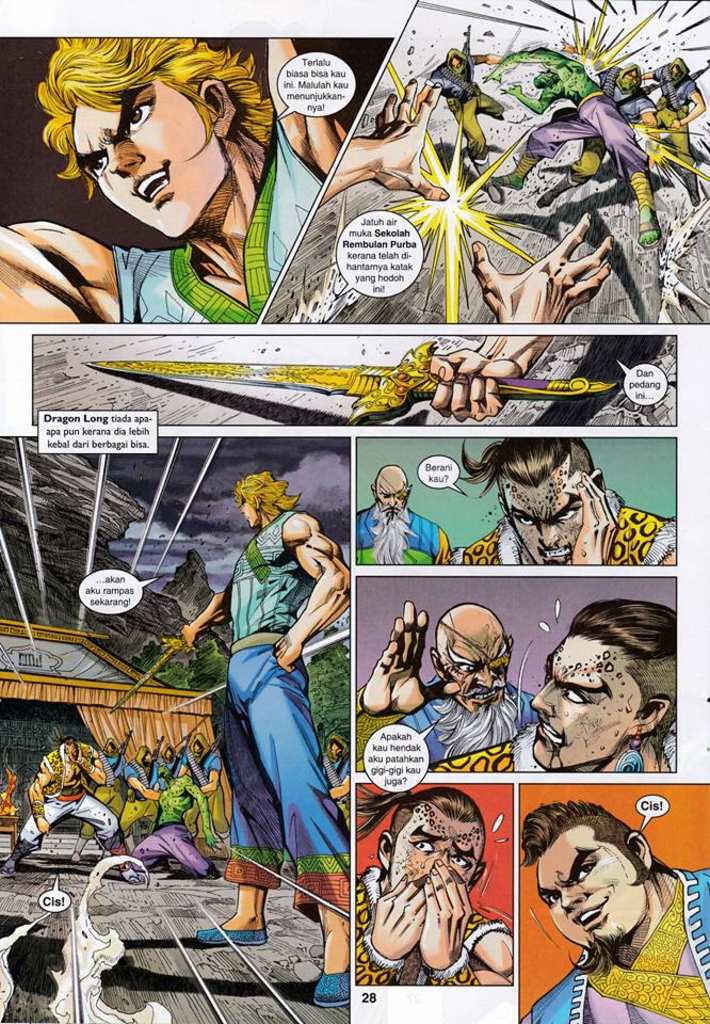 Terlalu
biasa bisa kau
ini. Malulah kau
menunjukkan-
nya!
Jatuh air
muka Sekolah
Rembulan Purba
kerana telah di-
hantarnya katak
yang hodoh
ini!
Dan
pedang
ini...
Dragon Long tiada apa-
apa pun kerana dia lebih
kebal dari berbagai bisa.
...akan
aku rampas
sekarang!
Cis!
Berani
kau?
Apakah
kau hendak
patahkan
gigi-gigi kau
juga?
Cis!
28